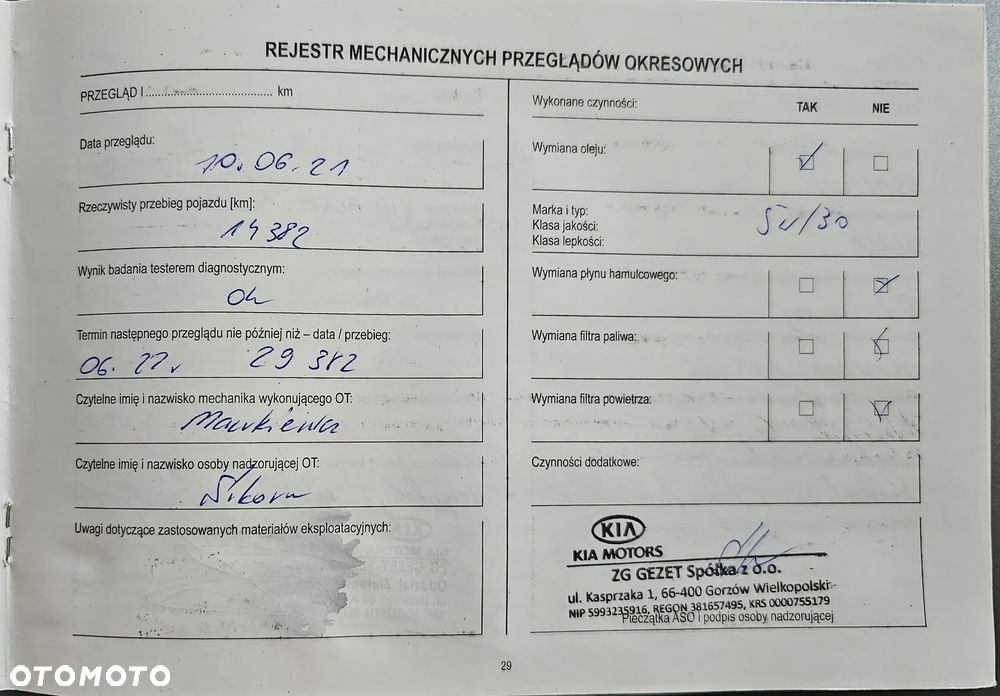 REJESTR MECHANICZNYCH PRZEGLĄDÓW OKRESOWYCH
PRZEGLĄD I ........................................ km
Data przeglądu:
10.06.21
Rzeczywisty przebieg pojazdu [km]:
14382
Wynik badania testerem diagnostycznym:
Ok
Termin następnego przeglądu nie później niż – data / przebieg:
06.22r 29 382
Czytelne imię i nazwisko mechanika wykonującego OT:
Czytelne imię i nazwisko osoby nadzorującej OT:
Sikora
Uwagi dotyczące zastosowanych materiałów eksploatacyjnych:
Wykonane czynności: TAK NIE
Wymiana oleju:
Marka i typ:
Klasa jakości: 5w/30
Klasa lepkości:
Wymiana płynu hamulcowego:
Wymiana filtra paliwa:
Wymiana filtra powietrza:
Czynności dodatkowe:
KIA
KIA MOTORS
ZG GEZET Spółka z o.o.
ul. Kasprzaka 1, 66-400 Gorzów Wielkopolski
NIP 5993235916, REGON 381657495, KRS 0000755179
Pieczątka ASO i podpis osoby nadzorującej
29
OTOMOTO